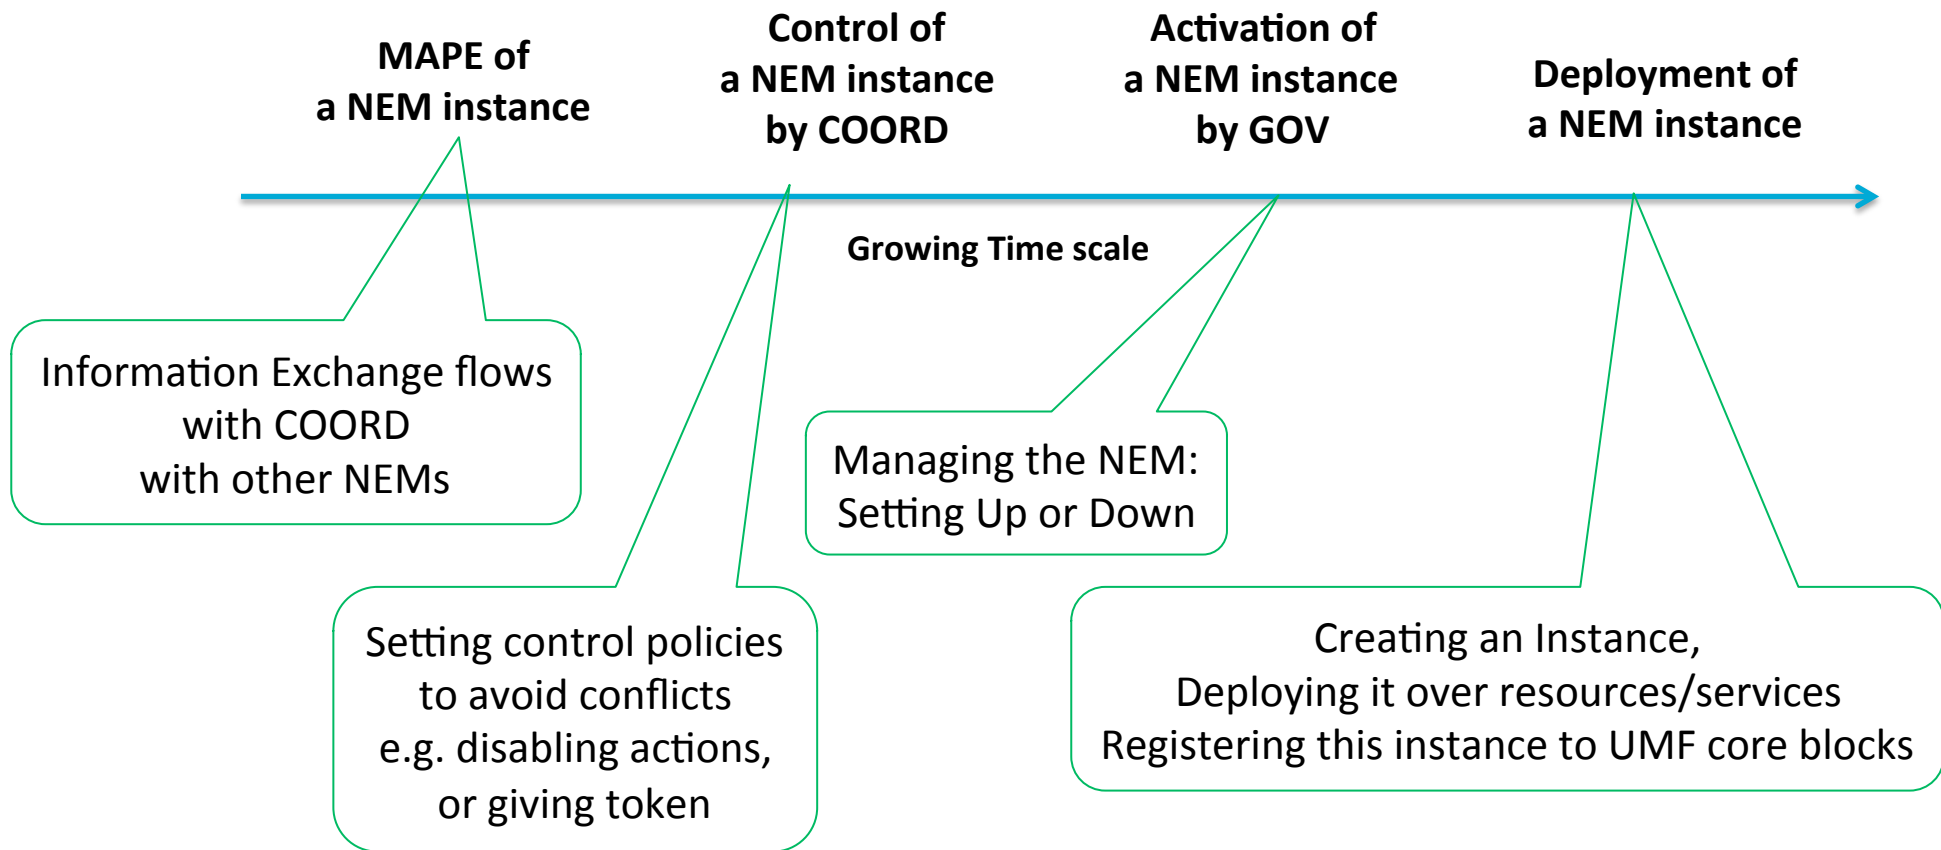 MAPE of
a NEM instance
Control of
a NEM instance
by COORD
Activation of
a NEM instance
by GOV
Deployment of
a NEM instance
Growing Time scale
Information Exchange flows
with COORD
with other NEMs
Setting control policies
to avoid conflicts
e.g. disabling actions,
or giving token
Managing the NEM:
Setting Up or Down
Creating an Instance,
Deploying it over resources/services
Registering this instance to UMF core blocks